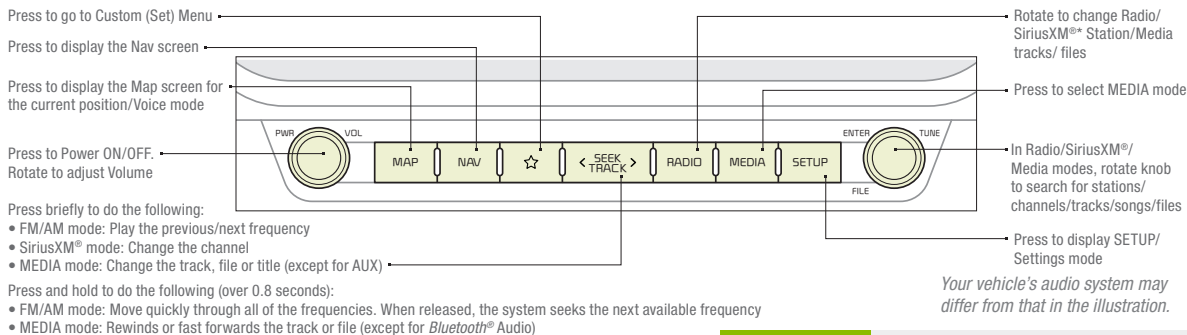 Press to go to Custom (Set) Menu
Press to display the Nav screen
Press to display the Map screen for
the current position/Voice mode
Press to Power ON/OFF.
Rotate to adjust Volume
Press briefly to do the following:
• FM/AM mode: Play the previous/next frequency
• SiriusXM® mode: Change the channel
• MEDIA mode: Change the track, file or title (except for AUX)
Press and hold to do the following (over 0.8 seconds):
• FM/AM mode: Move quickly through all of the frequencies. When released, the system seeks the next available frequency
• MEDIA mode: Rewinds or fast forwards the track or file (except for Bluetooth® Audio)
PWR
VOL
MAP
NAV
< SEEK >
TRACK
RADIO
MEDIA
SETUP
ENTER
TUNE
FILE
Rotate to change Radio/
SiriusXM®* Station/Media
tracks/ files
Press to select MEDIA mode
In Radio/SiriusXM®/
Media modes, rotate knob
to search for stations/
channels/tracks/songs/files
Press to display SETUP/
Settings mode
Your vehicle's audio system may
differ from that in the illustration.